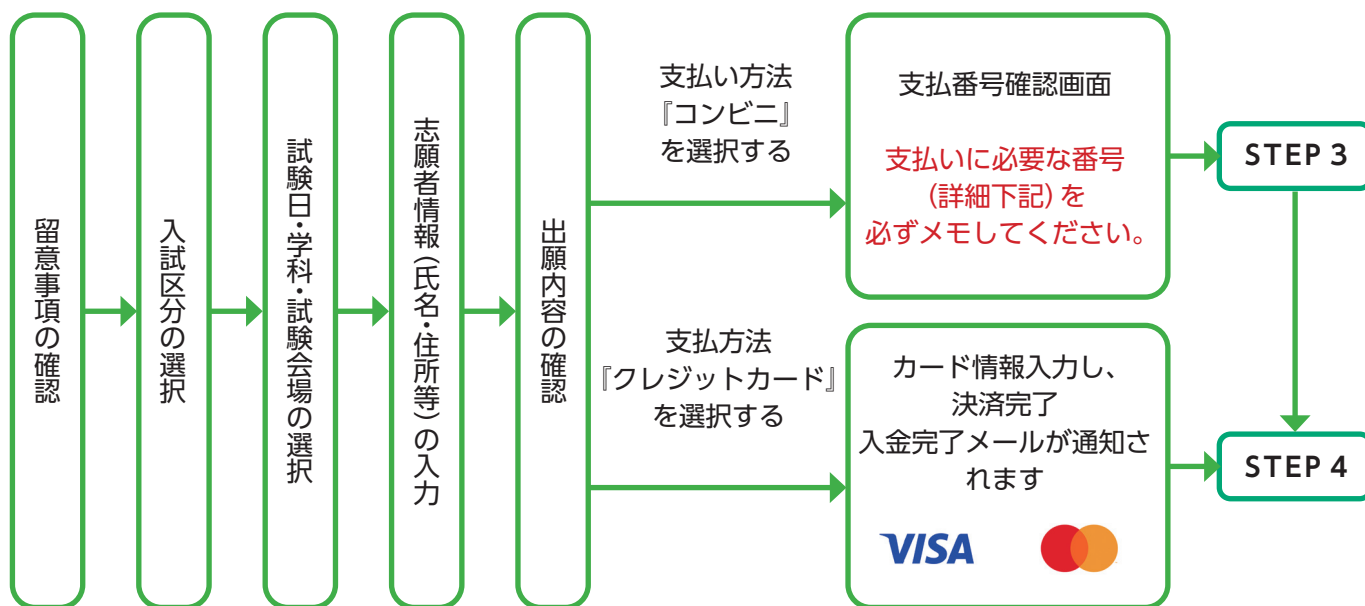 留意事項の確認
入試区分の選択
試験日・学科・試験会場の選択
志願者情報(氏名・住所等)の入力
出願内容の確認
支払い方法
『コンビニ』
を選択する
支払番号確認画面
支払いに必要な番号
(詳細下記)を
必ずメモしてください。
STEP 3
支払方法
『クレジットカード』
を選択する
カード情報入力し、
決済完了
入金完了メールが通知さ
れます
VISA
STEP 4